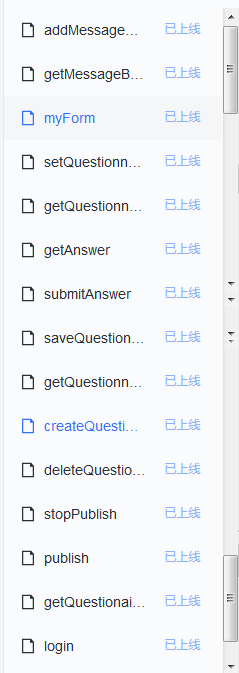 addMessage... 已上线
getMessageB... 已上线
myForm 已上线
setQuestionn... 已上线
getQuestionn... 已上线
getAnswer 已上线
submitAnswer 已上线
saveQuestion... 已上线
getQuestionn... 已上线
createQuesti... 已上线
deleteQuestio... 已上线
stopPublish 已上线
publish 已上线
getQuestionai... 已上线
login 已上线